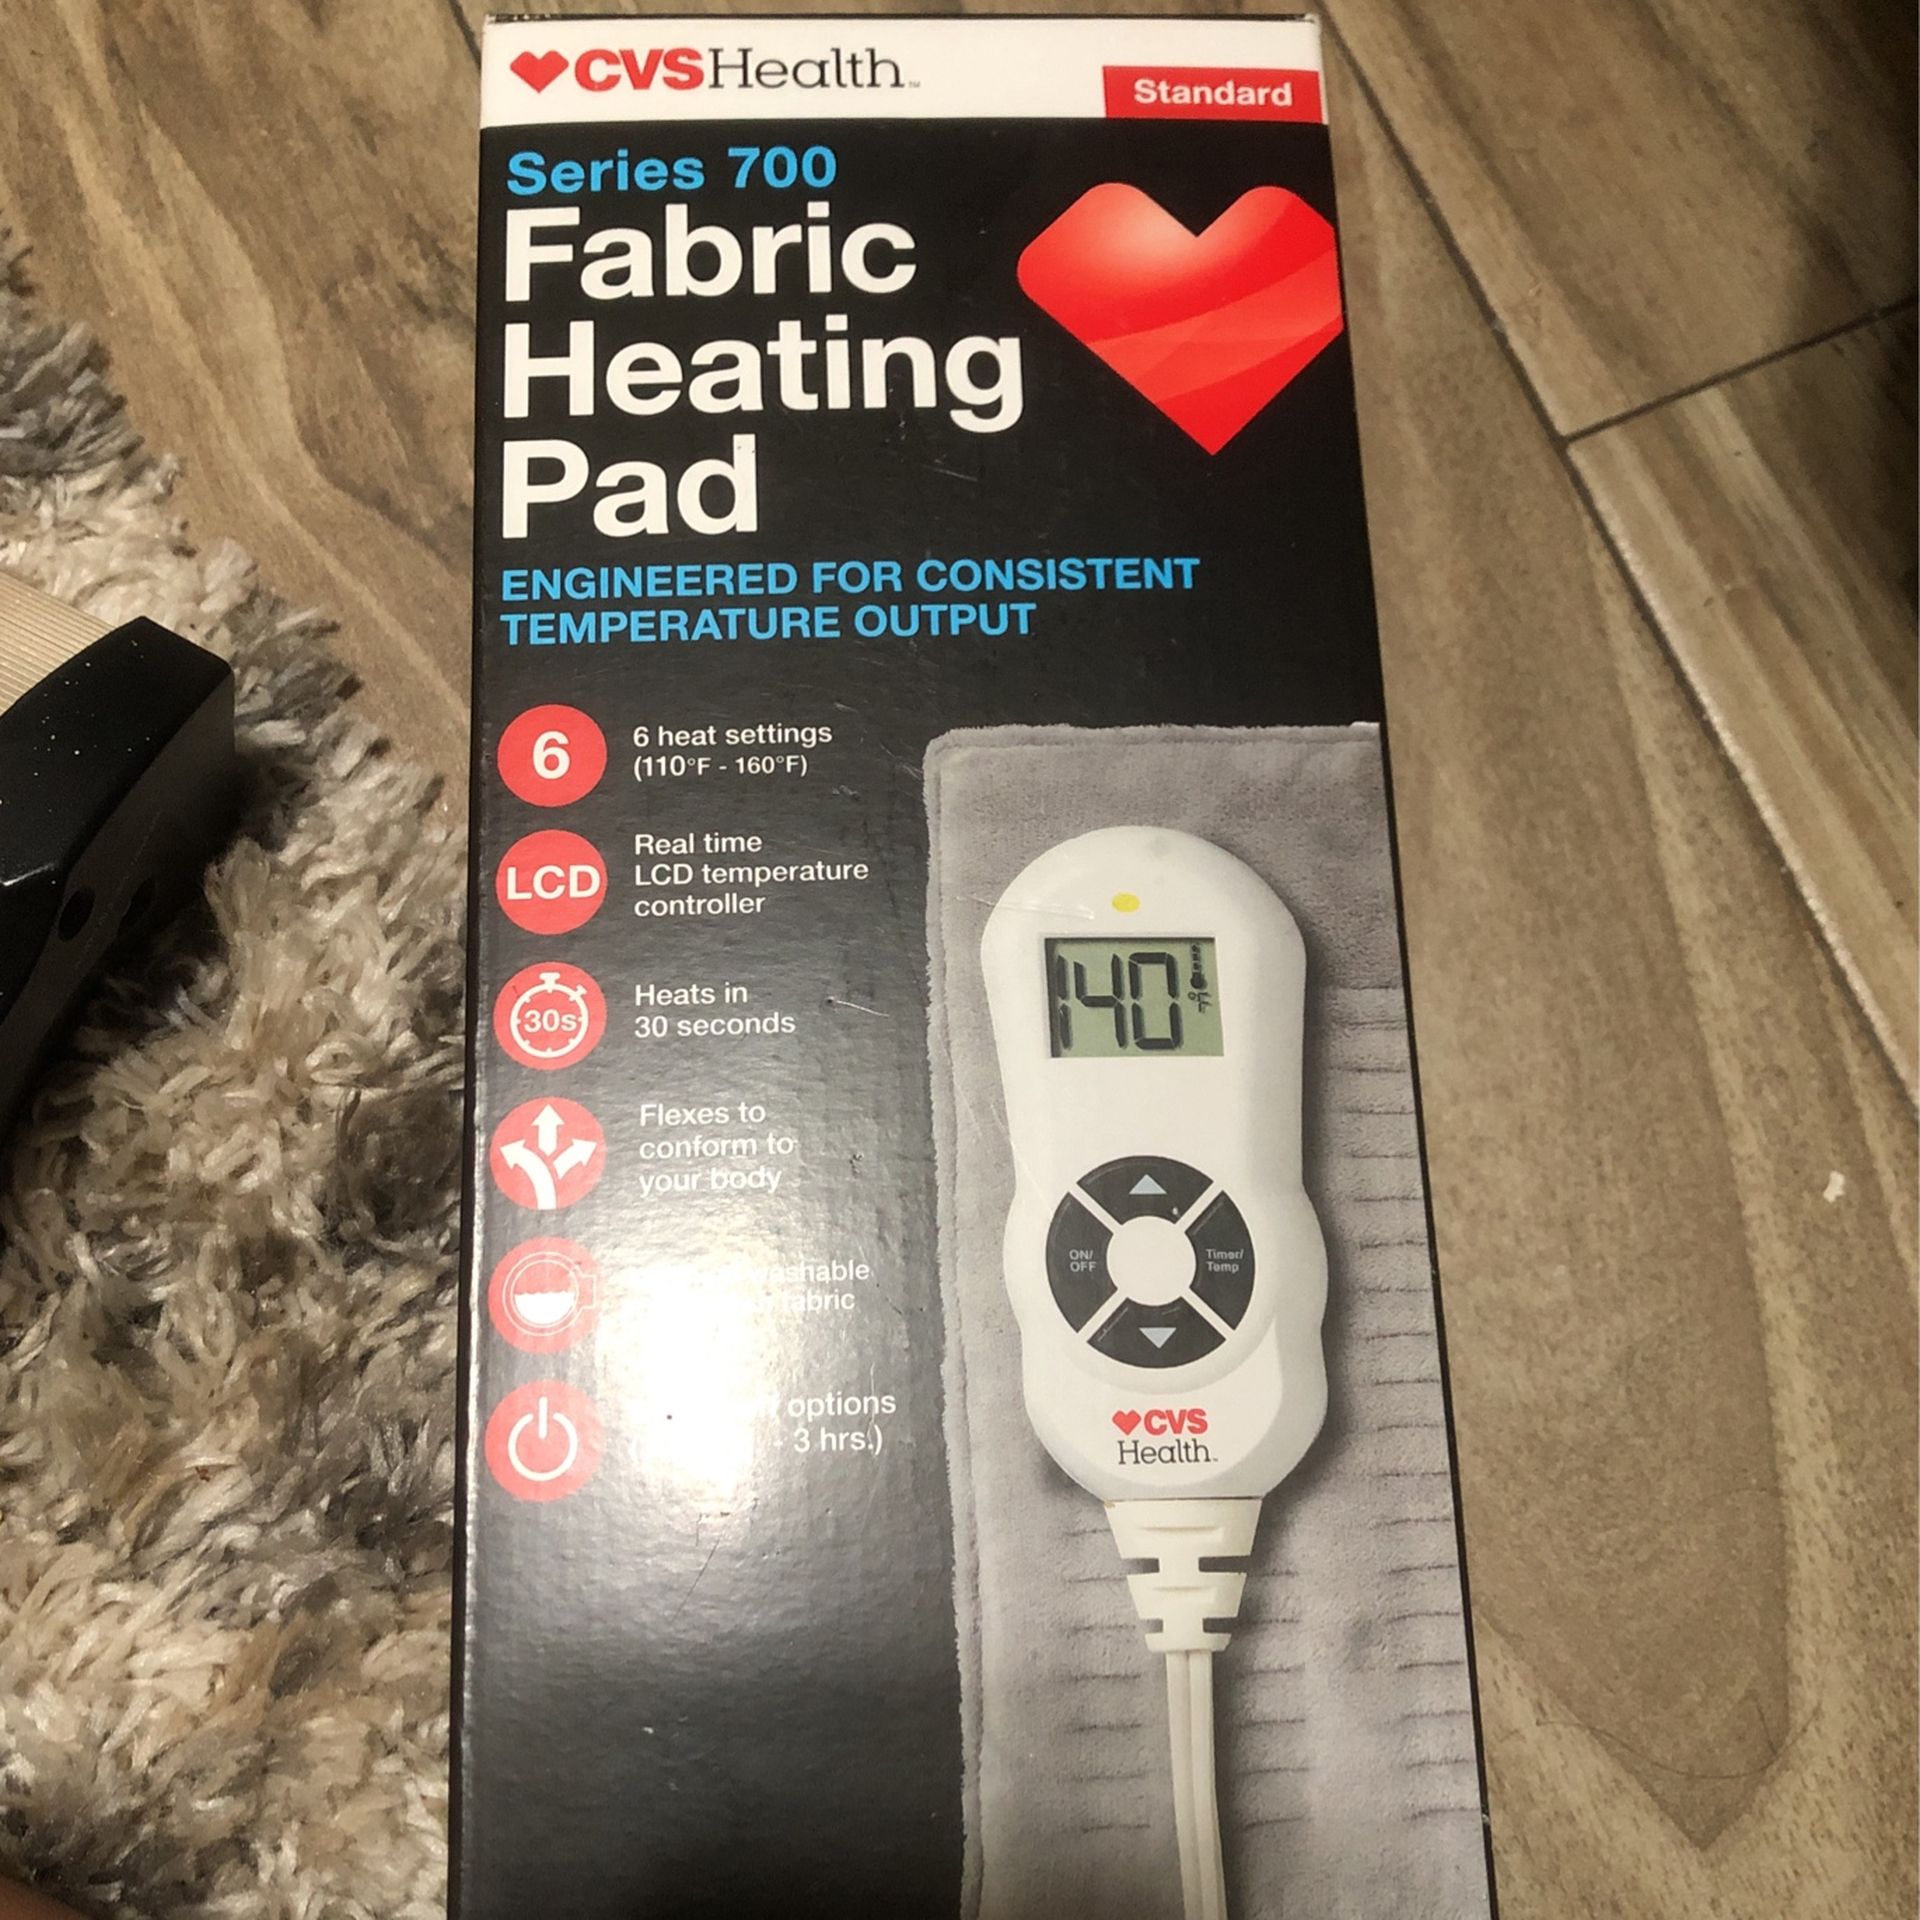 CVSHealth™
Standard
Series 700
Fabric
Heating
Pad
ENGINEERED FOR CONSISTENT
TEMPERATURE OUTPUT
6
6 heat settings
(110°F - 160°F)
LCD
Real time
LCD temperature
controller
30s
Heats in
30 seconds
Flexes to
conform to
your body
washable
fabric
options
- 3 hrs.)
140
°F
ON/
OFF
Timer/
Temp
CVS
Health™